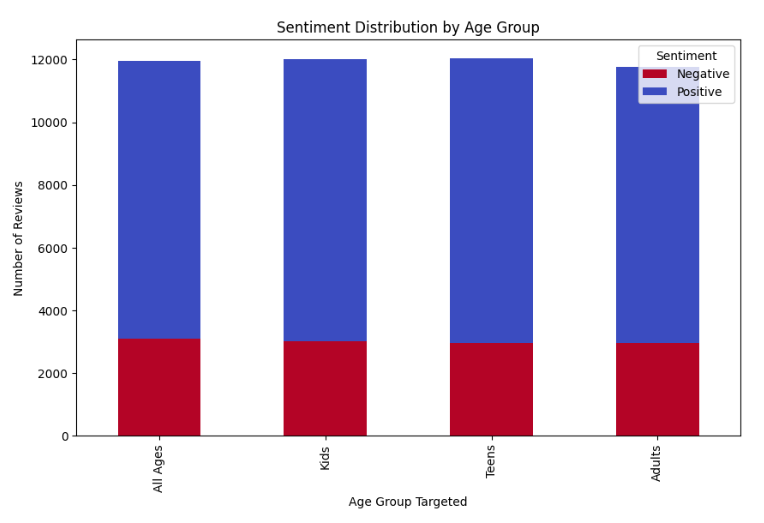 Sentiment Distribution by Age Group
Sentiment
Negative
Positive
12000
10000
8000
6000
4000
2000
0
Number of Reviews
All Ages
Kids
Teens
Adults
Age Group Targeted